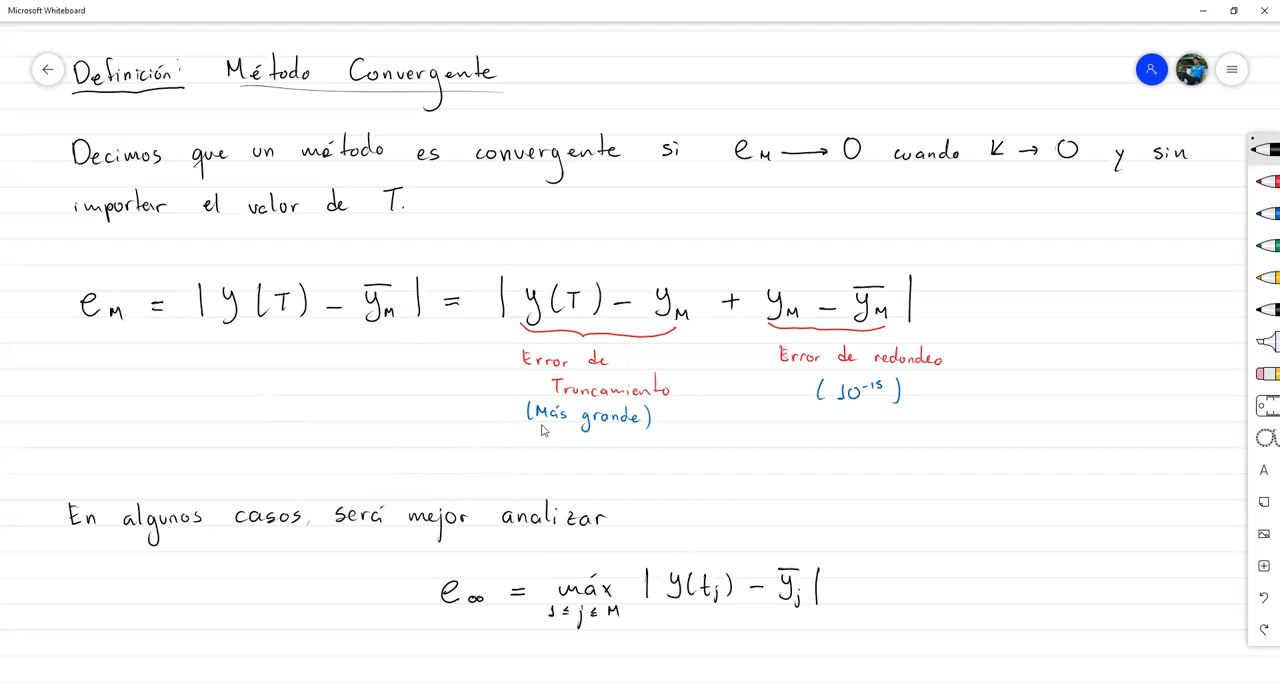 Microsoft Whiteboard
Definición: Método Convergente
Decimos que un método es convergente si e_M → 0 cuando k → 0 y sin
importar el valor de T.
e_M = | y(T) - ȳ_M | = | y(T) - y_M + y_M - ȳ_M |
Error de Truncamiento (Más grande)
Error de redondeo (10⁻¹⁵)
En algunos casos, será mejor analizar
e_∞ = máx | y(t_j) - ȳ_j |
1 ≤ j ≤ M
A